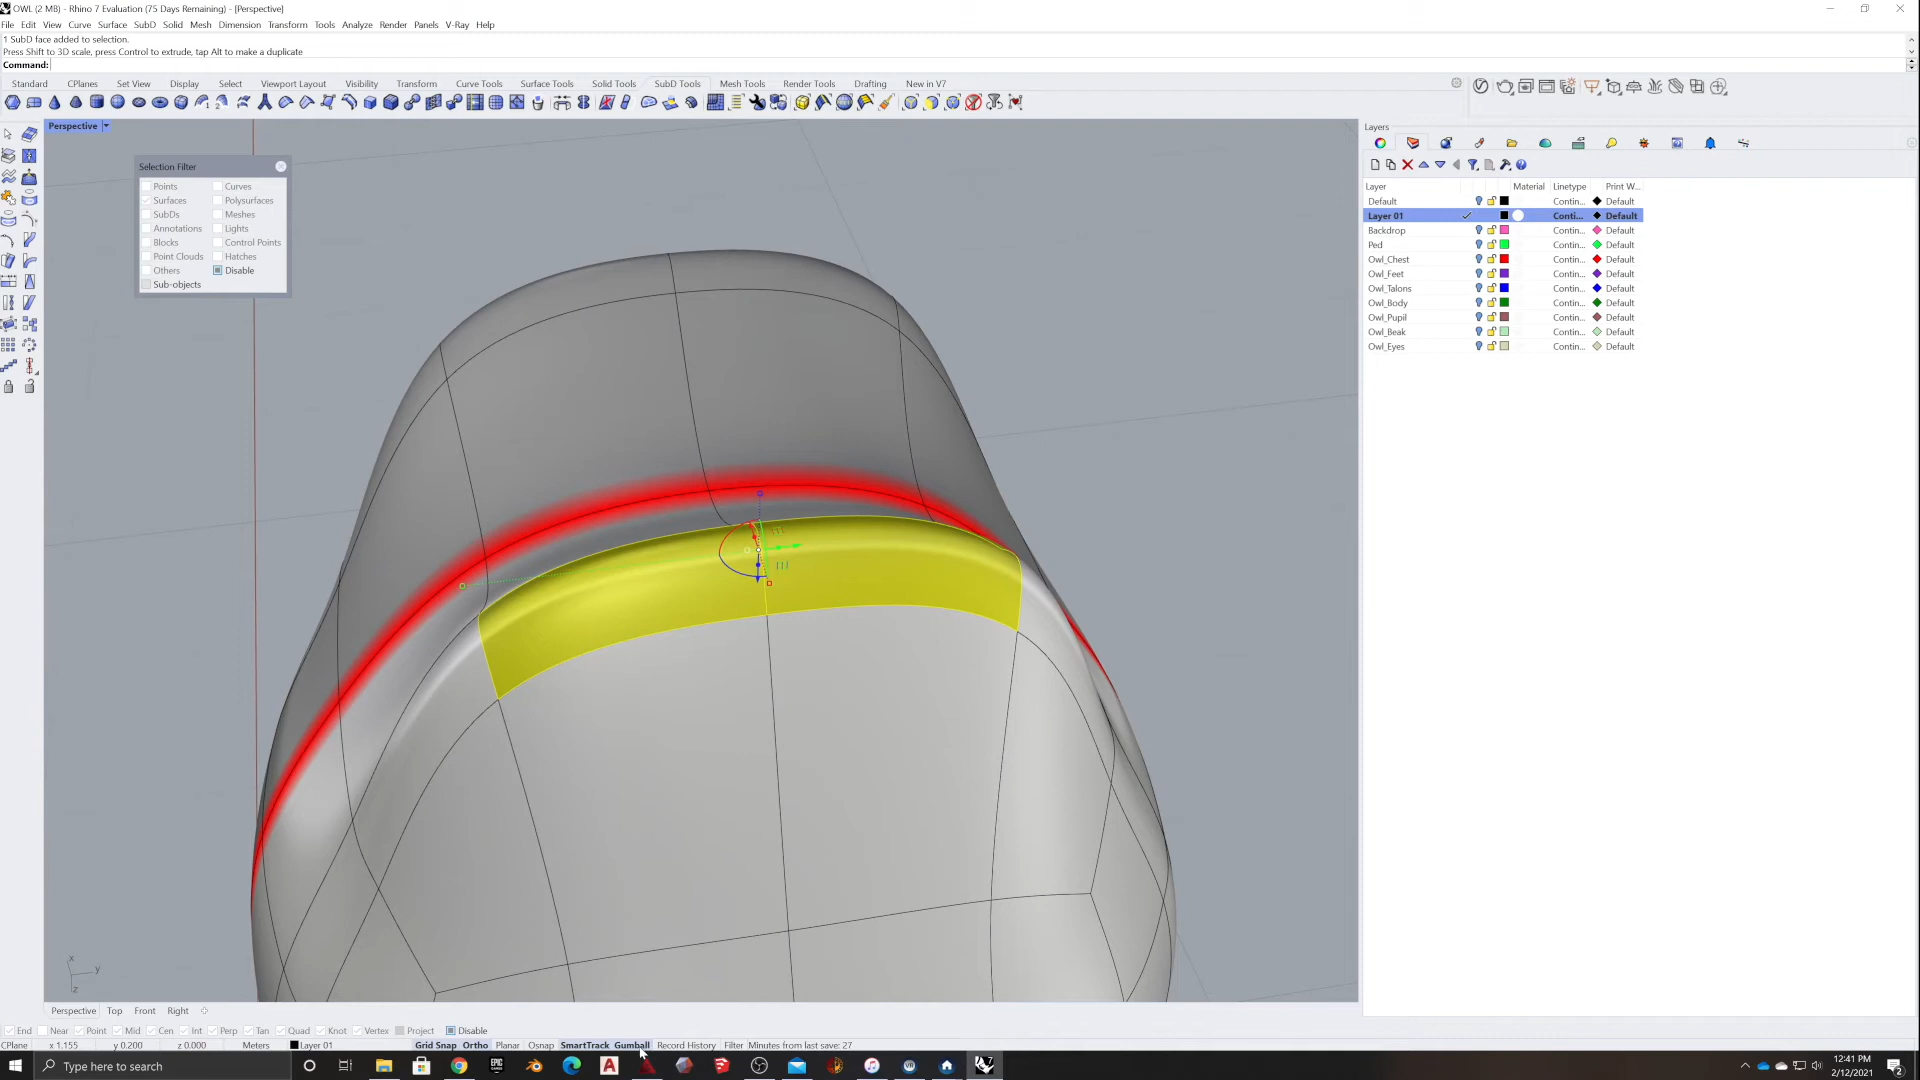 OWL (2 MB) - Rhino 7 Evaluation (75 Days Remaining) - [Perspective]
File Edit View Curve Surface SubD Solid Mesh Dimension Transform Tools Analyze Render Panels V-Ray Help
1 SubD face added to selection.
Press Shift to 3D scale, press Control to extrude, tap Alt to make a duplicate
Command:
Standard CPlanes Set View Display Select Viewport Layout Visibility Transform Curve Tools Surface Tools Solid Tools SubD Tools Mesh Tools Render Tools Drafting New in V7
Perspective
Layers
Selection Filter
Points Curves
Surfaces Polysurfaces
SubDs Meshes
Annotations Lights
Blocks Control Points
Point Clouds Hatches
Others Disable
Sub-objects
Layer Material Linetype Print W...
Default Contin... Default
Layer 01 Conti... Default
Backdrop Contin... Default
Ped Contin... Default
Owl_Chest Contin... Default
Owl_Feet Contin... Default
Owl_Talons Contin... Default
Owl_Body Contin... Default
Owl_Pupil Contin... Default
Owl_Beak Contin... Default
Owl_Eyes Contin... Default
x
y
z
Perspective Top Front Right
End Near Point Mid Cen Int Perp Tan Quad Knot Vertex Project Disable
CPlane x 1.155 y 0.200 z 0.000 Meters Layer 01 Grid Snap Ortho Planar Osnap SmartTrack Gumball Record History Filter Minutes from last save: 27
Type here to search
EPIC
12:41 PM
2/12/2021
2